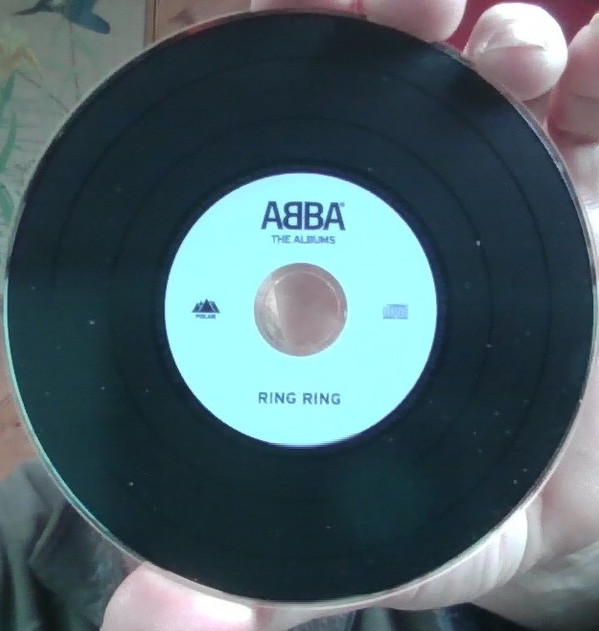 ABBA®
THE ALBUMS
POLAR
RING RING